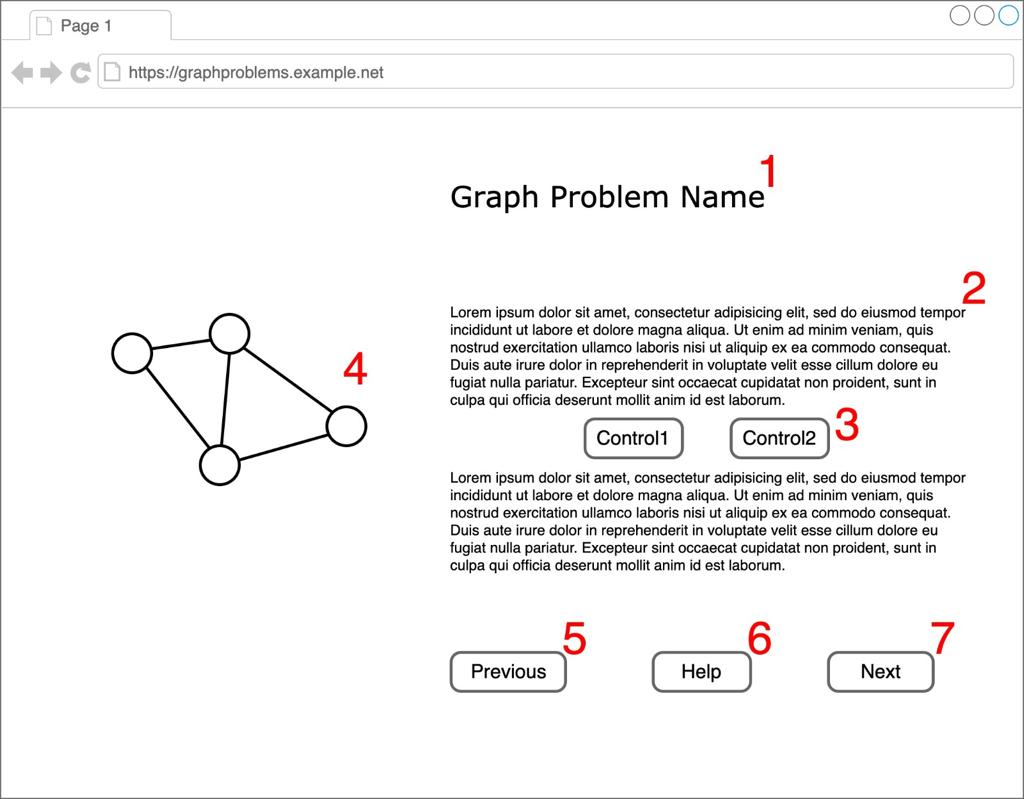 Page 1
https://graphproblems.example.net
1
Graph Problem Name
2
Lorem ipsum dolor sit amet, consectetur adipisicing elit, sed do eiusmod tempor
incididunt ut labore et dolore magna aliqua. Ut enim ad minim veniam, quis
nostrud exercitation ullamco laboris nisi ut aliquip ex ea commodo consequat.
Duis aute irure dolor in reprehenderit in voluptate velit esse cillum dolore eu
fugiat nulla pariatur. Excepteur sint occaecat cupidatat non proident, sunt in
culpa qui officia deserunt mollit anim id est laborum.
4
Control1 Control2 3
Lorem ipsum dolor sit amet, consectetur adipisicing elit, sed do eiusmod tempor
incididunt ut labore et dolore magna aliqua. Ut enim ad minim veniam, quis
nostrud exercitation ullamco laboris nisi ut aliquip ex ea commodo consequat.
Duis aute irure dolor in reprehenderit in voluptate velit esse cillum dolore eu
fugiat nulla pariatur. Excepteur sint occaecat cupidatat non proident, sunt in
culpa qui officia deserunt mollit anim id est laborum.
5 6 7
Previous Help Next